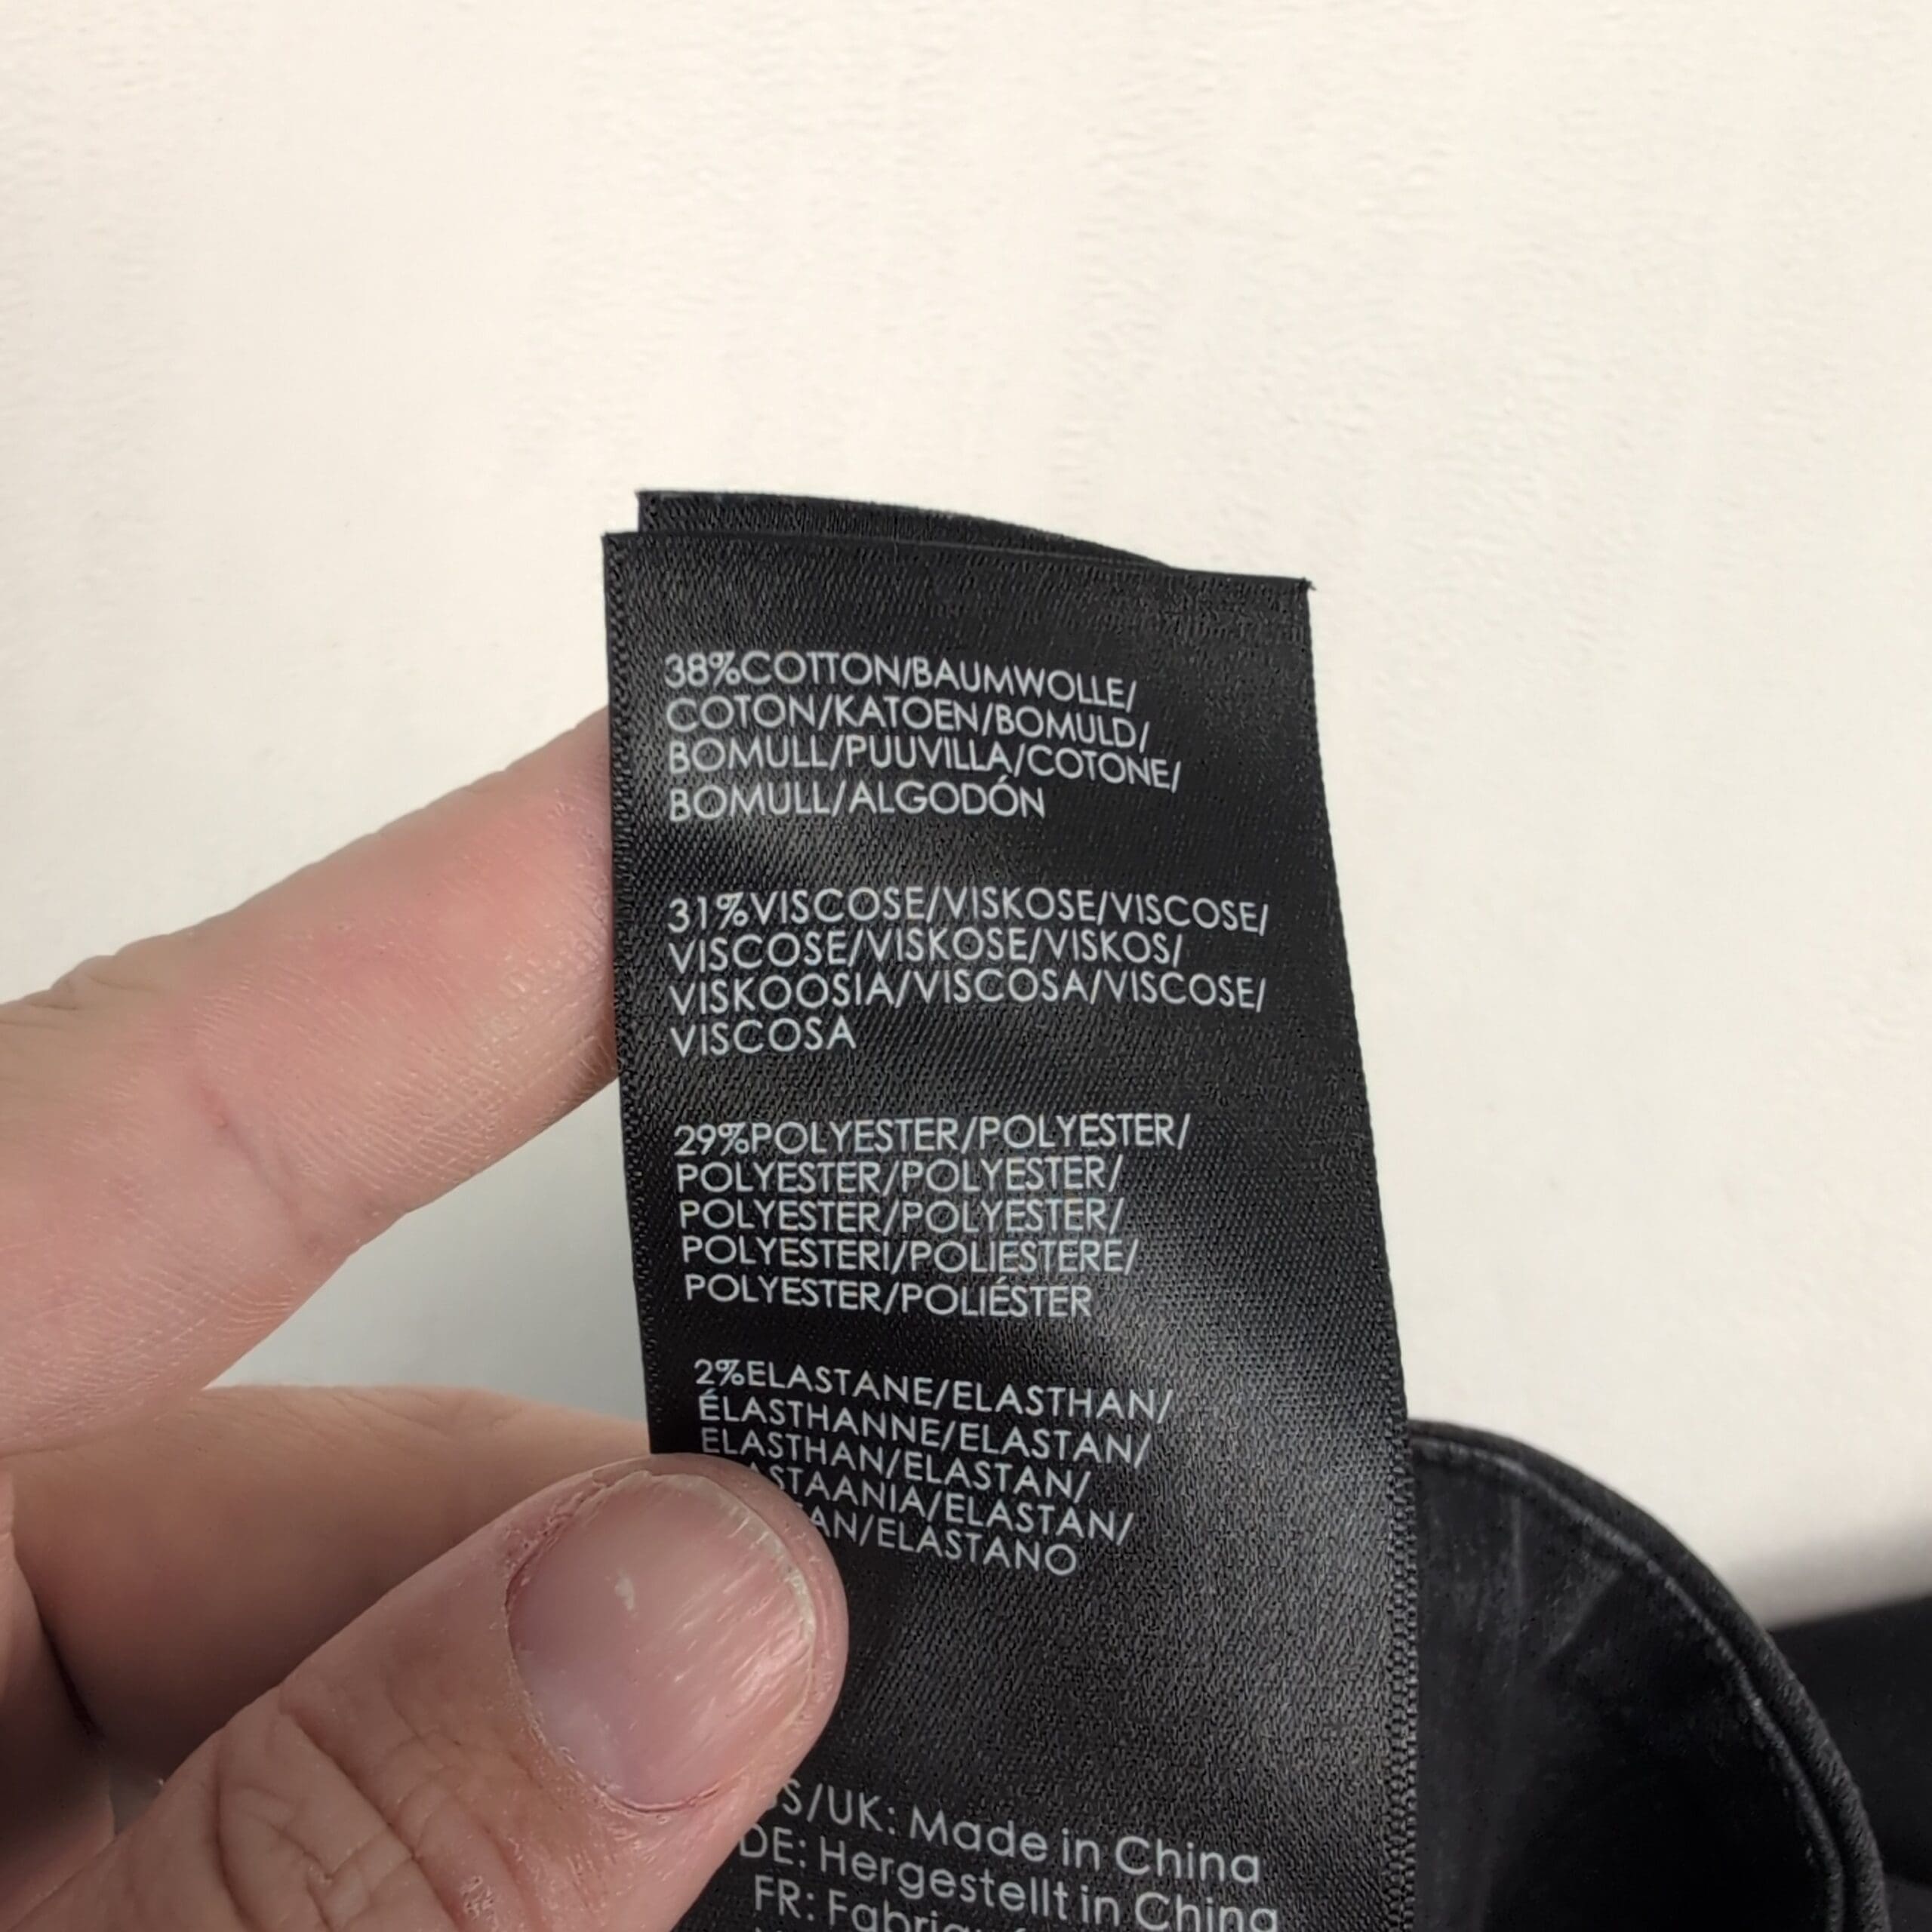 38%COTTON/BAUMWOLLE/
COTON/KATOEN/BOMULD/
BOMULL/PUUVILLA/COTONE/
BOMULL/ALGODÓN
31%VISCOSE/VISKOSE/VISCOSE/
VISCOSE/VISKOSE/VISKOS/
VISKOOSIA/VISCOSA/VISCOSE/
VISCOSA
29%POLYESTER/POLYESTER/
POLYESTER/POLYESTER/
POLYESTER/POLYESTER/
POLYESTERI/POLIESTERE/
POLYESTER/POLIÉSTER
2%ELASTANE/ELASTHAN/
ÉLASTHANNE/ELASTAN/
ELASTHAN/ELASTAN/
ASTAANIA/ELASTAN/
AN/ELASTANO
S/UK: Made in China
DE: Hergestellt in China
FR: